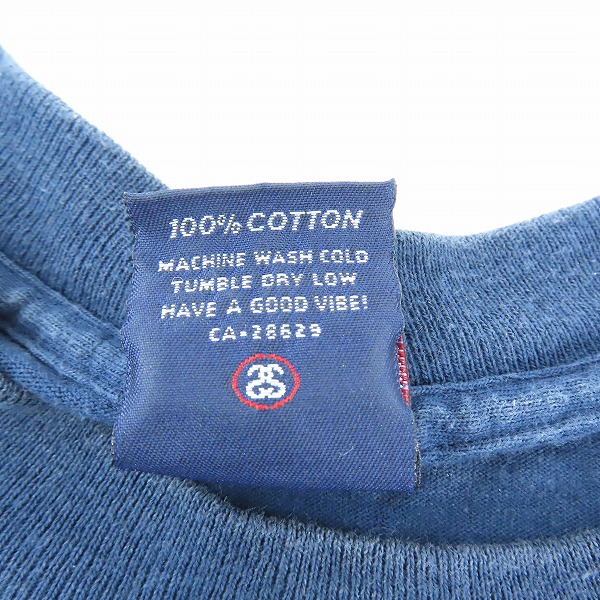 100% COTTON
MACHINE WASH COLD
TUMBLE DRY LOW
HAVE A GOOD VIBE!
CA-28629